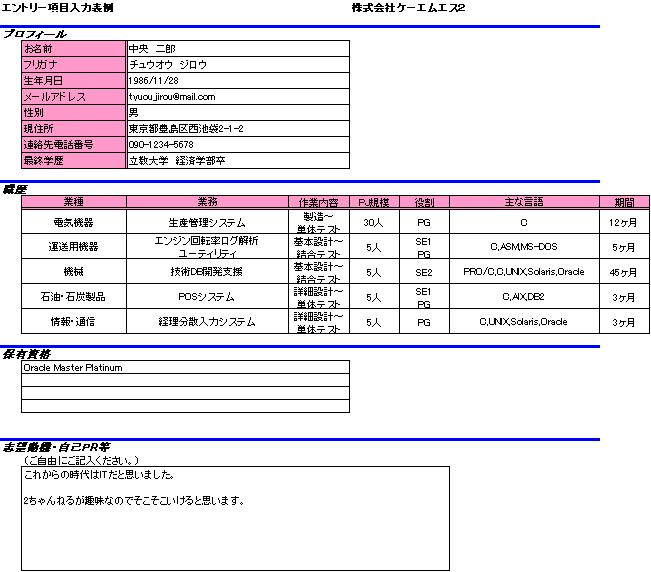 エントリー項目入力表例 株式会社ケーエムエス2
プロフィール
お名前 中央 二郎
フリガナ チュウオウ ジロウ
生年月日 1986/11/28
メールアドレス tyuou_jirou@mail.com
性別 男
現住所 東京都豊島区西池袋2-1-2
連絡先電話番号 090-1234-5678
最終学歴 立教大学 経済学部卒
職歴
業種 業務 作業内容 PJ規模 役割 主な言語 期間
電気機器 生産管理システム 製造～ 単体テスト 30人 PG C 12ヶ月
運送用機器 エンジン回転率ログ解析 ユーティリティ 基本設計～ 結合テスト 5人 SE1 PG C,ASM,MS-DOS 5ヶ月
機械 技術DB開発支援 基本設計～ 結合テスト 5人 SE2 PRO/C,C,UNIX,Solaris,Oracle 45ヶ月
石油・石炭製品 POSシステム 詳細設計～ 単体テスト 5人 SE1 PG C,AIX,DB2 3ヶ月
情報・通信 経理分散入力システム 詳細設計～ 単体テスト 5人 PG C,UNIX,Solaris,Oracle 3ヶ月
保有資格
Oracle Master Platinum
志望動機・自己PR等
（ご自由にご記入ください。）
これからの時代はITだと思いました。
2ちゃんねるが趣味なのでそこそこいけると思います。